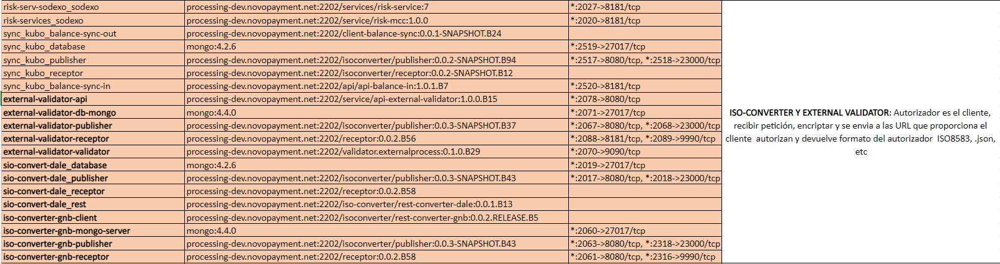 risk-serv-sodexo_sodexo processing-dev.novopayment.net:2202/services/risk-service:7 *:2027->8181/tcp
risk-services_sodexo processing-dev.novopayment.net:2202/service/risk-mcc:1.0.0 *:2020->8181/tcp
sync_kubo_balance-sync-out processing-dev.novopayment.net:2202/client-balance-sync:0.0.1-SNAPSHOT.B24
sync_kubo_database mongo:4.2.6 *:2519->27017/tcp
sync_kubo_publisher processing-dev.novopayment.net:2202/isoconverter/publisher:0.0.2-SNAPSHOT.B94 *:2517->8080/tcp, *:2518->23000/tcp
sync_kubo_receptor processing-dev.novopayment.net:2202/isoconverter/receptor:0.0.2-SNAPSHOT.B12
sync_kubo_balance-sync-in processing-dev.novopayment.net:2202/api/api-balance-in:1.0.1.B7 *:2520->8181/tcp
external-validator-api processing-dev.novopayment.net:2202/service/api-external-validator:1.0.0.B15 *:2078->8080/tcp
external-validator-db-mongo mongo:4.4.0 *:2071->27017/tcp
external-validator-publisher processing-dev.novopayment.net:2202/isoconverter/publisher:0.0.3-SNAPSHOT.B37 *:2067->8080/tcp, *:2068->23000/tcp
external-validator-receptor processing-dev.novopayment.net:2202/receptor:0.0.2.B56 *:2088->8181/tcp, *:2089->9990/tcp
external-validator-validator processing-dev.novopayment.net:2202/validator.externalprocess:0.1.0.B29 *:2070->9090/tcp
sio-convert-dale_database mongo:4.2.6 *:2019->27017/tcp
sio-convert-dale_publisher processing-dev.novopayment.net:2202/isoconverter/publisher:0.0.3-SNAPSHOT.B43 *:2017->8080/tcp, *:2018->23000/tcp
sio-convert-dale_receptor processing-dev.novopayment.net:2202/receptor:0.0.2.B58
sio-convert-dale_rest processing-dev.novopayment.net:2202/iso-converter/rest-converter-dale:0.0.1.B13
iso-converter-gnb-client processing-dev.novopayment.net:2202/isoconverter/rest-converter-gnb:0.0.2.RELEASE.B5
iso-converter-gnb-mongo-server mongo:4.4.0 *:2060->27017/tcp
iso-converter-gnb-publisher processing-dev.novopayment.net:2202/isoconverter/publisher:0.0.3-SNAPSHOT.B43 *:2063->8080/tcp, *:2318->23000/tcp
iso-converter-gnb-receptor processing-dev.novopayment.net:2202/receptor:0.0.2.B58 *:2061->8080/tcp, *:2316->9990/tcp
ISO-CONVERTER Y EXTERNAL VALIDATOR: Autorizador es el cliente,
recibir petición, encriptar y se envia a las URL que proporciona el
cliente autorizan y devuelve formato del autorizador ISO8583, .json,
etc